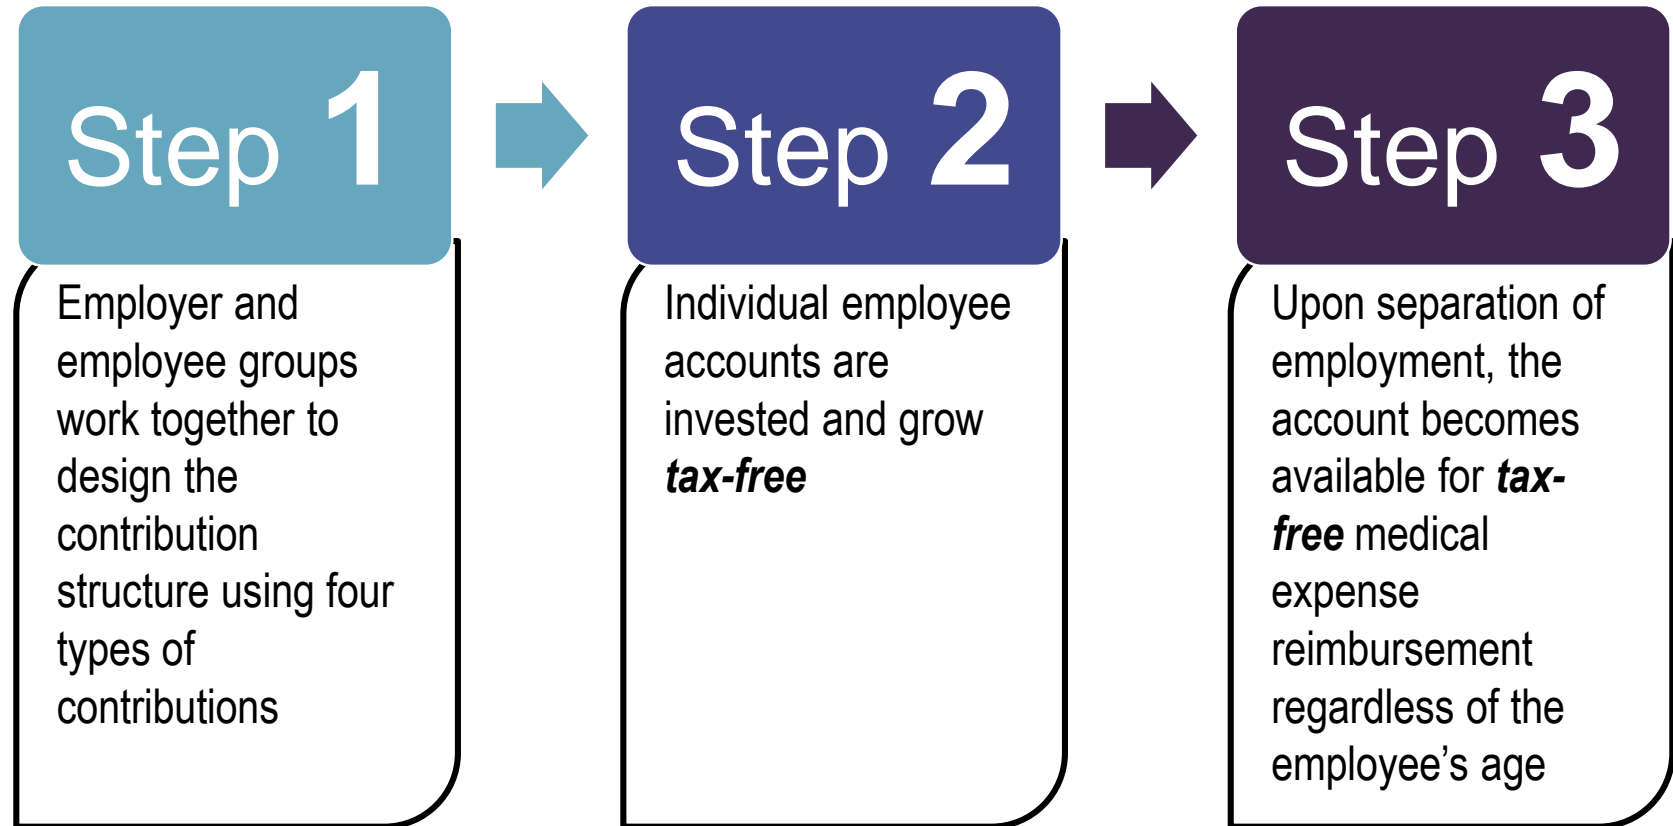 Step 1
Employer and
employee groups
work together to
design the
contribution
structure using four
types of
contributions
Step 2
Individual employee
accounts are
invested and grow
tax-free
Step 3
Upon separation of
employment, the
account becomes
available for tax-
free medical
expense
reimbursement
regardless of the
employee’s age